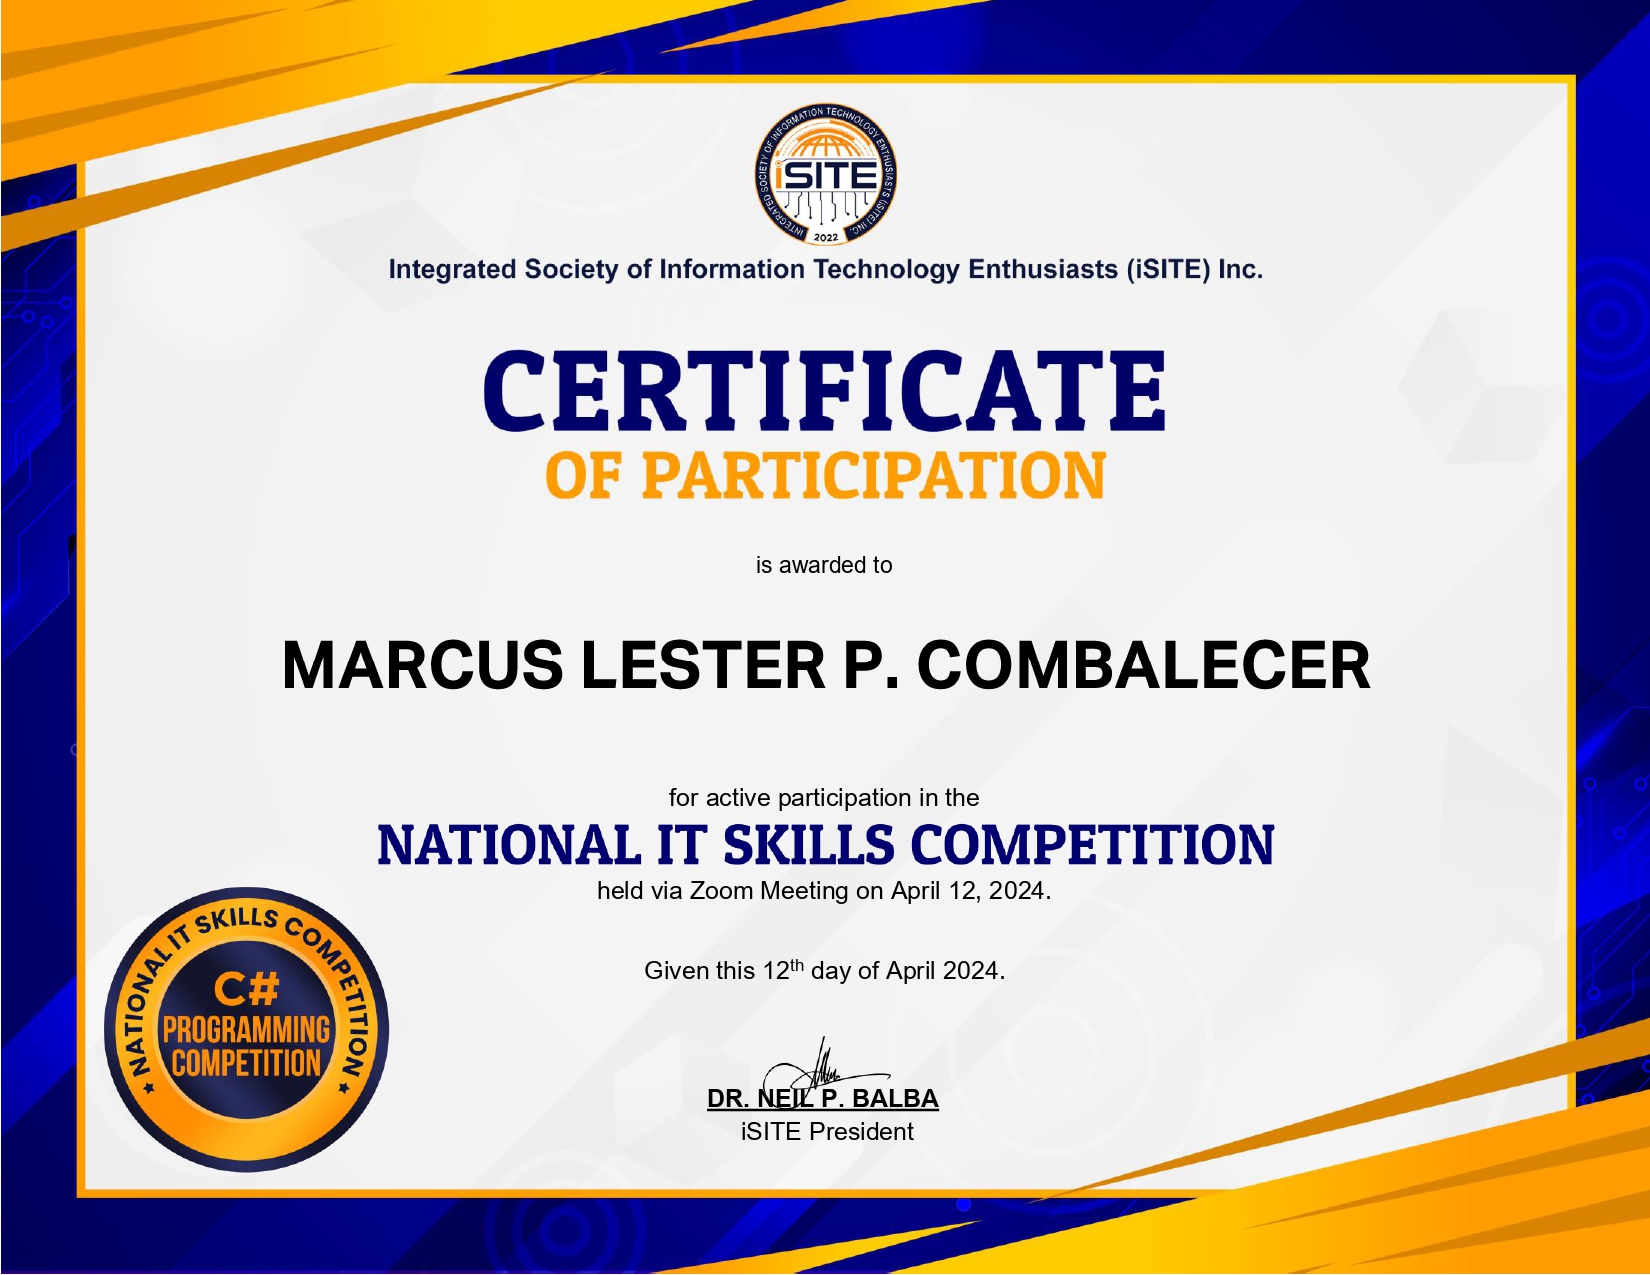 INTEGRATED SOCIETY OF INFORMATION TECHNOLOGY ENTHUSIASTS (iSITE) INC.
iSITE
2022
Integrated Society of Information Technology Enthusiasts (iSITE) Inc.
CERTIFICATE
OF PARTICIPATION
is awarded to
MARCUS LESTER P. COMBALECER
for active participation in the
NATIONAL IT SKILLS COMPETITION
held via Zoom Meeting on April 12, 2024.
Given this 12th day of April 2024.
NATIONAL IT SKILLS COMPETITION
C#
PROGRAMMING
COMPETITION
DR. NEIL P. BALBA
iSITE President